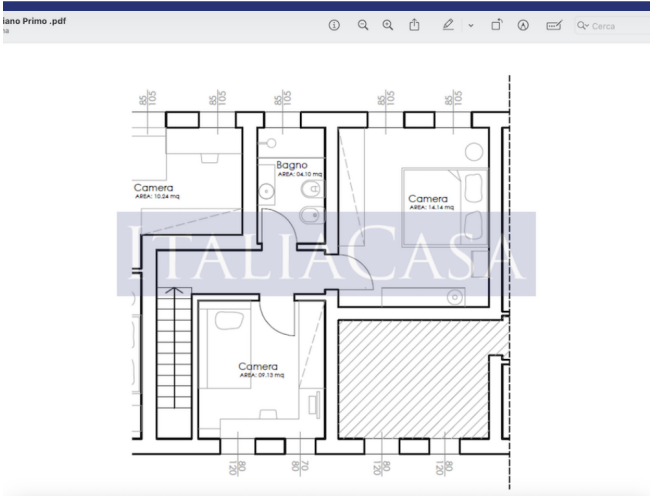 iano Primo .pdf
na
Cerca
85
105
85
105
85
105
85
105
85
105
Bagno
AREA: 04.10 mq
Camera
AREA: 10.04 mq
Camera
AREA: 14.14 mq
ITALIACASA
Camera
AREA: 09.13 mq
80
120
70
80
80
120
80
120